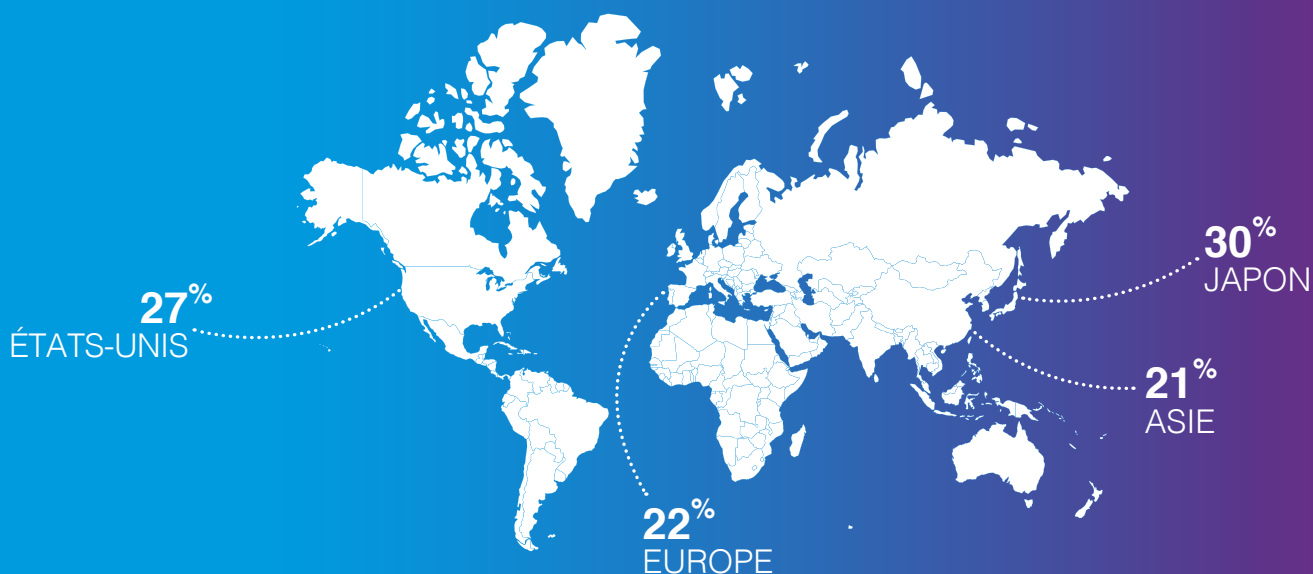 30%
JAPON
27%
ÉTATS-UNIS
21%
ASIE
22%
EUROPE